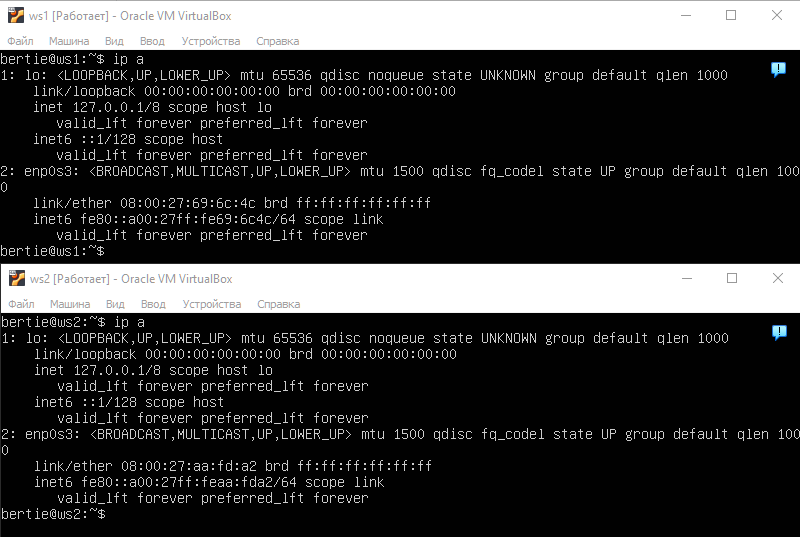 ws1 [Работает] - Oracle VM VirtualBox
Файл Машина Вид Ввод Устройства Справка
bertie@ws1:~$ ip a
1: lo: <LOOPBACK,UP,LOWER_UP> mtu 65536 qdisc noqueue state UNKNOWN group default qlen 1000
    link/loopback 00:00:00:00:00:00 brd 00:00:00:00:00:00
    inet 127.0.0.1/8 scope host lo
       valid_lft forever preferred_lft forever
    inet6 ::1/128 scope host
       valid_lft forever preferred_lft forever
2: enp0s3: <BROADCAST,MULTICAST,UP,LOWER_UP> mtu 1500 qdisc fq_codel state UP group default qlen 100
0
    link/ether 08:00:27:69:6c:4c brd ff:ff:ff:ff:ff:ff
    inet6 fe80::a00:27ff:fe69:6c4c/64 scope link
       valid_lft forever preferred_lft forever
bertie@ws1:~$
ws2 [Работает] - Oracle VM VirtualBox
Файл Машина Вид Ввод Устройства Справка
bertie@ws2:~$ ip a
1: lo: <LOOPBACK,UP,LOWER_UP> mtu 65536 qdisc noqueue state UNKNOWN group default qlen 1000
    link/loopback 00:00:00:00:00:00 brd 00:00:00:00:00:00
    inet 127.0.0.1/8 scope host lo
       valid_lft forever preferred_lft forever
    inet6 ::1/128 scope host
       valid_lft forever preferred_lft forever
2: enp0s3: <BROADCAST,MULTICAST,UP,LOWER_UP> mtu 1500 qdisc fq_codel state UP group default qlen 100
0
    link/ether 08:00:27:aa:fd:a2 brd ff:ff:ff:ff:ff:ff
    inet6 fe80::a00:27ff:feaa:fda2/64 scope link
       valid_lft forever preferred_lft forever
bertie@ws2:~$